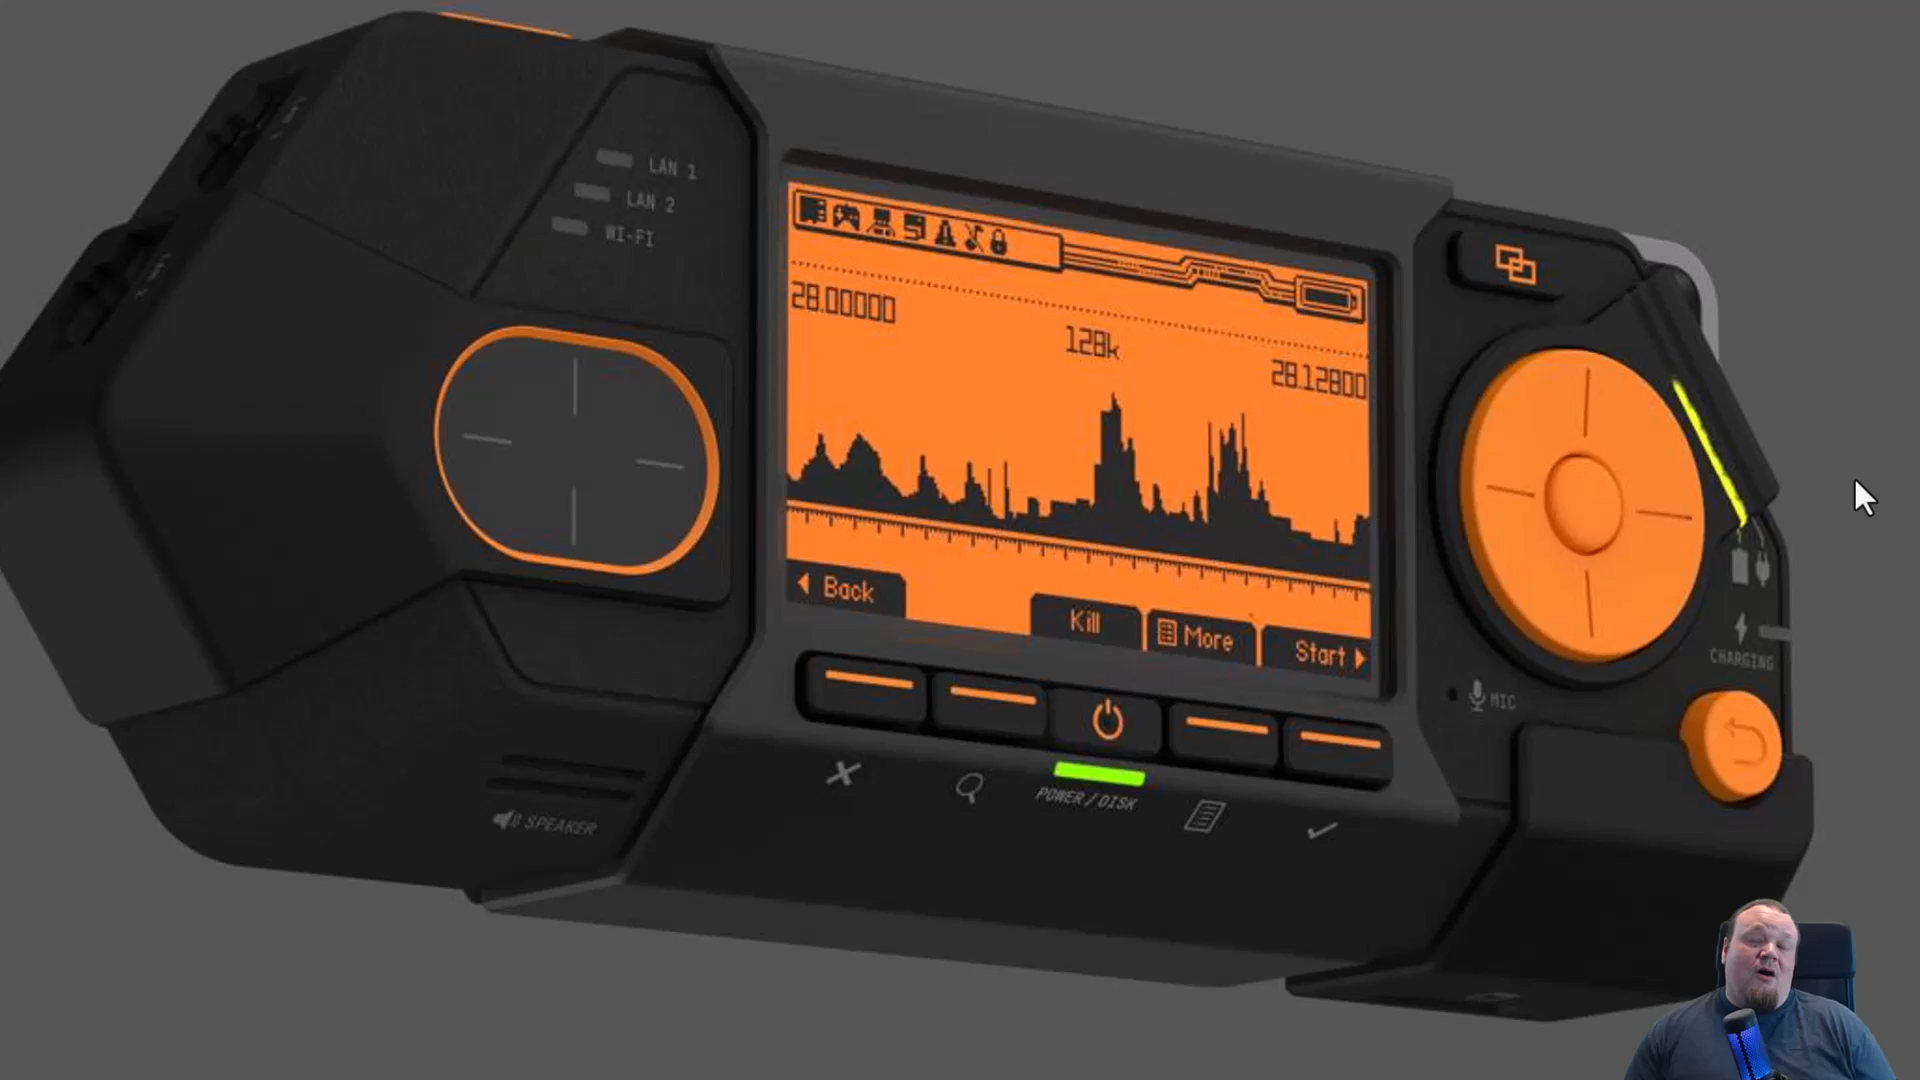 LAN 1
LAN 2
WI-FI
28.00000
128k
28.12800
Back
Kill
More
Start
MIC
CHARGING
POWER / DISK
SPEAKER